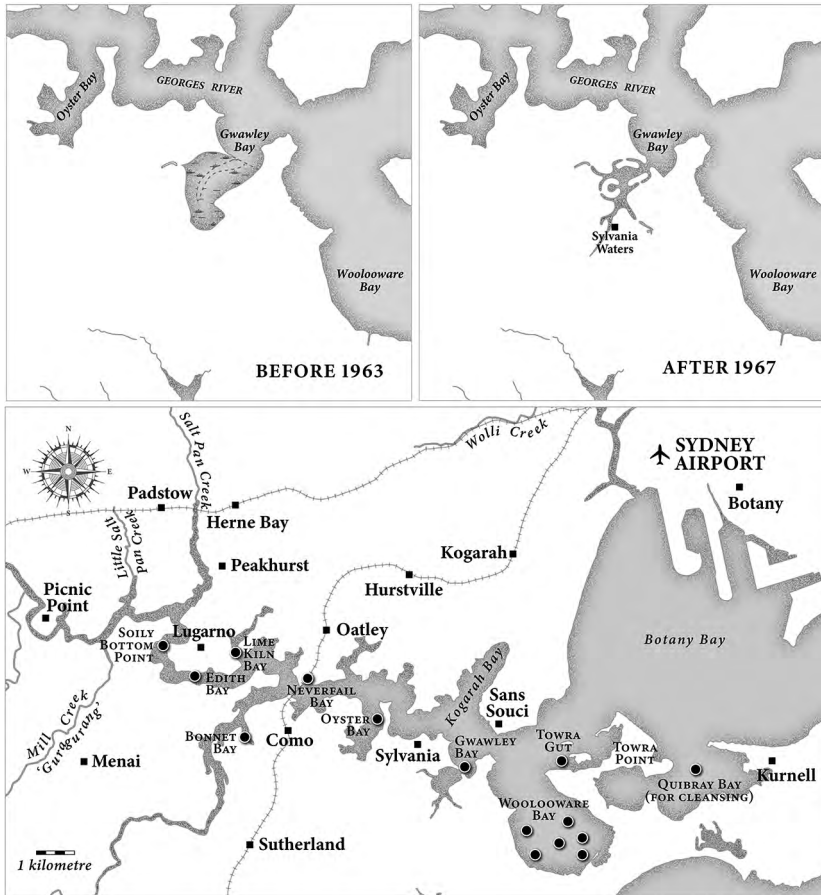 Oyster Bay
GEORGES RIVER
Gwawley
Bay
Woolooware
Bay
BEFORE 1963
Oyster Bay
GEORGES RIVER
Gwawley
Bay
Sylvania
Waters
Woolooware
Bay
AFTER 1967
N
W
E
S
Salt Pan Creek
Wolli Creek
SYDNEY
AIRPORT
Botany
Padstow
Herne Bay
Little Salt
Pan Creek
Peakhurst
Kogarah
Hurstville
Picnic
Point
Soily
Bottom
Point
Lugarno
Lime
Kiln
Bay
Oatley
Botany Bay
Edith Bay
Neverfail
Bay
Kogarah Bay
Sans
Souci
Mill Creek
‘Guragurang’
Bonnet
Bay
Como
Oyster
Bay
Sylvania
Gwawley
Bay
Towra
Gut
Towra
Point
Menai
Quibray Bay
(for cleansing)
Kurnell
Woolooware
Bay
Sutherland
1 kilometre